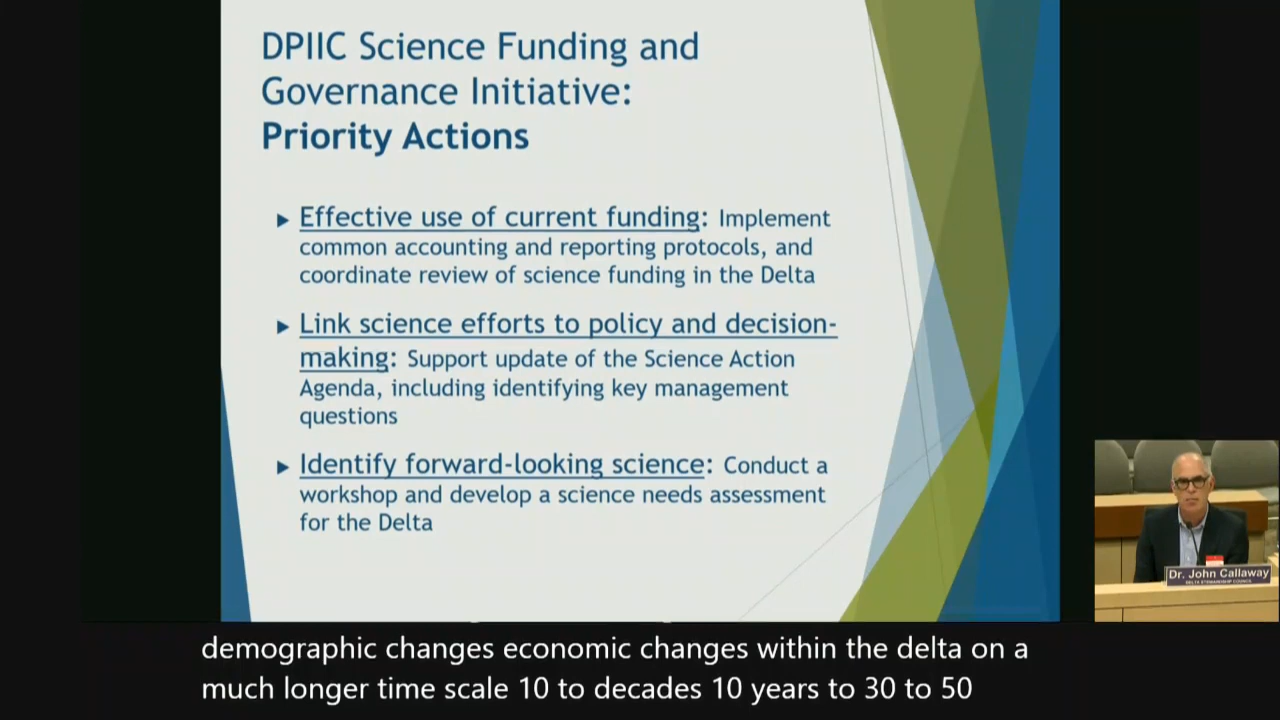 DPIIC Science Funding and
Governance Initiative:
Priority Actions
Effective use of current funding: Implement
common accounting and reporting protocols, and
coordinate review of science funding in the Delta
Link science efforts to policy and decision-
making: Support update of the Science Action
Agenda, including identifying key management
questions
Identify forward-looking science: Conduct a
workshop and develop a science needs assessment
for the Delta
Dr. John Callaway
DELTA STEWARDSHIP COUNCIL
demographic changes economic changes within the delta on a
much longer time scale 10 to decades 10 years to 30 to 50